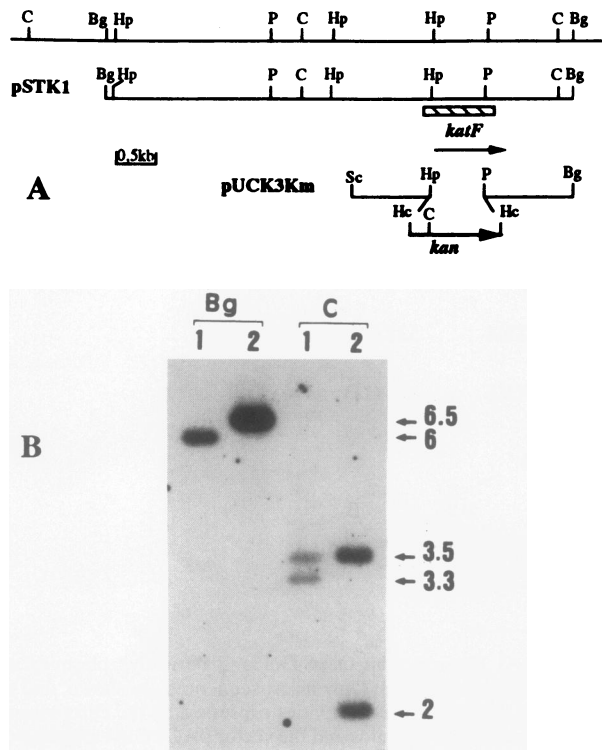 C Bg Hp P C Hp Hp P C Bg
pSTK1 Bg Hp P C Hp Hp P C Bg
katF
0,5kb
A pUCK3Km Sc Hp P Bg
Hc C Hc
kan
Bg C
1 2 1 2
B
6.5
6
3.5
3.3
2